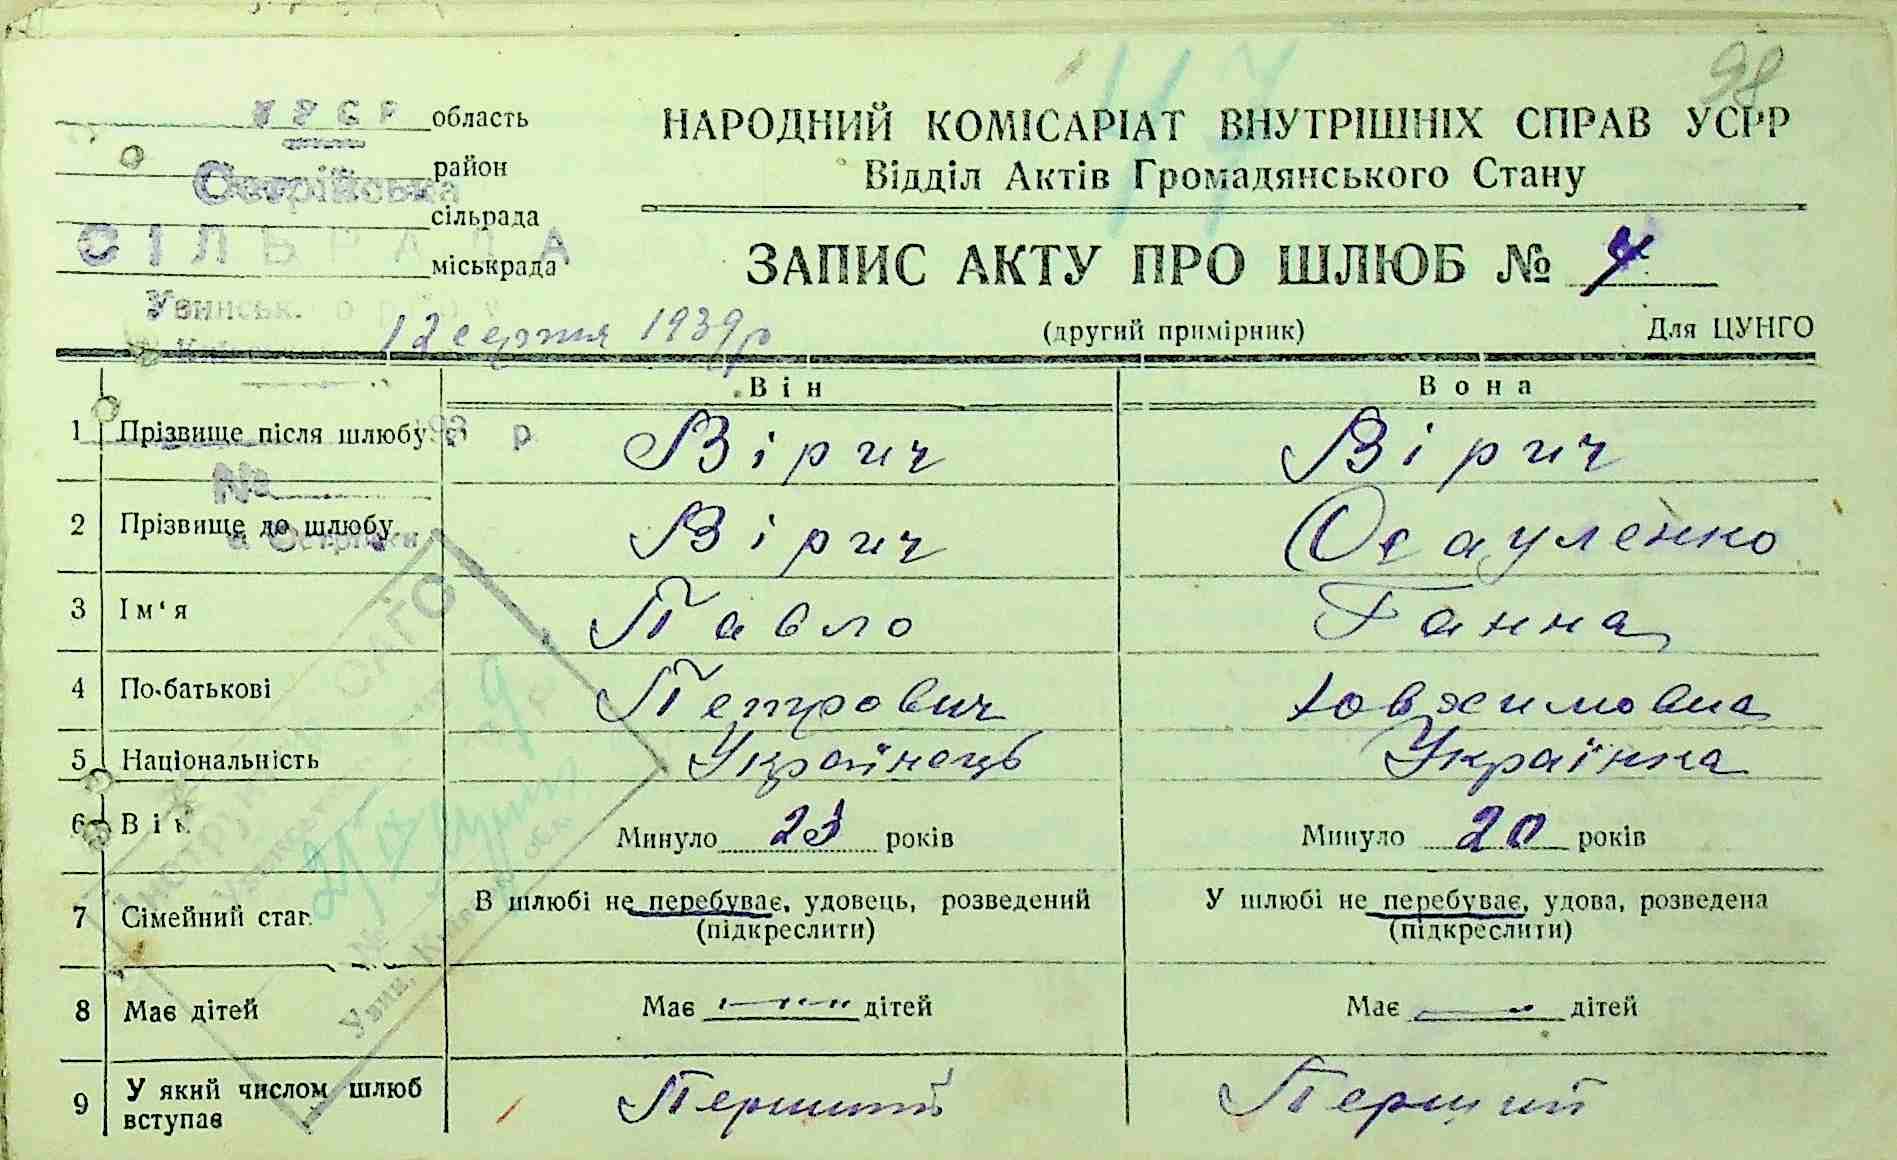 98
УСРР область
район
Острійська
сільрада
СІЛЬРАДА
міськрада
НАРОДНИЙ КОМІСАРІАТ ВНУТРІШНІХ СПРАВ УСРР
Відділ Актів Громадянського Стану
ЗАПИС АКТУ ПРО ШЛЮБ №
12 серпня 1939р
(другий примірник) Для ЦУНГО
Він Вона
1 Прізвище після шлюбу Вірич Вірич
№
2 Прізвище до шлюбу Вірич Осауленко
3 Ім‘я Павло Ганна
4 По-батькові Петрович Ювхимовна
5 Національність Українець Українка
6 Вік Минуло 23 років Минуло 20 років
7 Сімейний стан В шлюбі не перебуває, удовець, розведений У шлюбі не перебуває, удова, розведена
(підкреслити) (підкреслити)
8 Має дітей Має дітей Має дітей
9 У який числом шлюб вступає Перший Перший